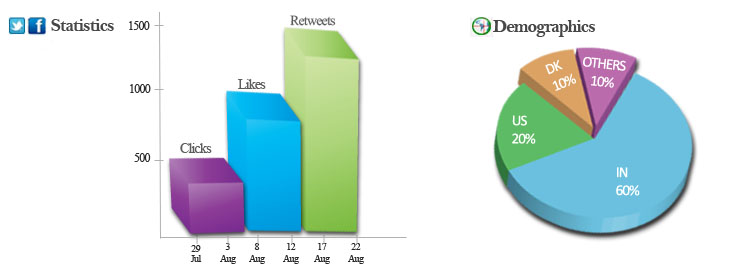 Statistics
1500
1000
500
Retweets
Likes
Clicks
29
Jul
3
Aug
8
Aug
12
Aug
17
Aug
22
Aug
Demographics
DK
10%
OTHERS
10%
US
20%
IN
60%